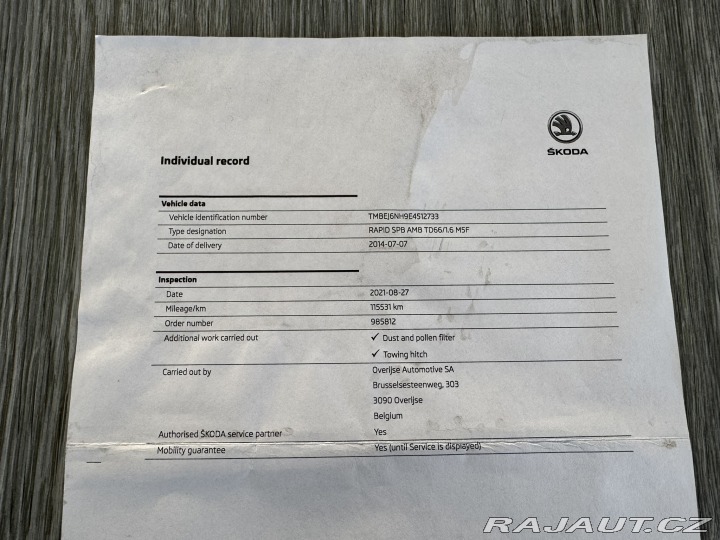 ŠKODA
Individual record
Vehicle data
Vehicle identification number TMBEJ6NH9E4512733
Type designation RAPID SPB AMB TD66/1.6 M5F
Date of delivery 2014-07-07
Inspection
Date 2021-08-27
Mileage/km 115531 km
Order number 985812
Additional work carried out ✓ Dust and pollen filter
✓ Towing hitch
Carried out by Overijse Automotive SA
Brusselsesteenweg, 303
3090 Overijse
Belgium
Authorised ŠKODA service partner Yes
Mobility guarantee Yes (until Service is displayed)
RAJAUT.CZ